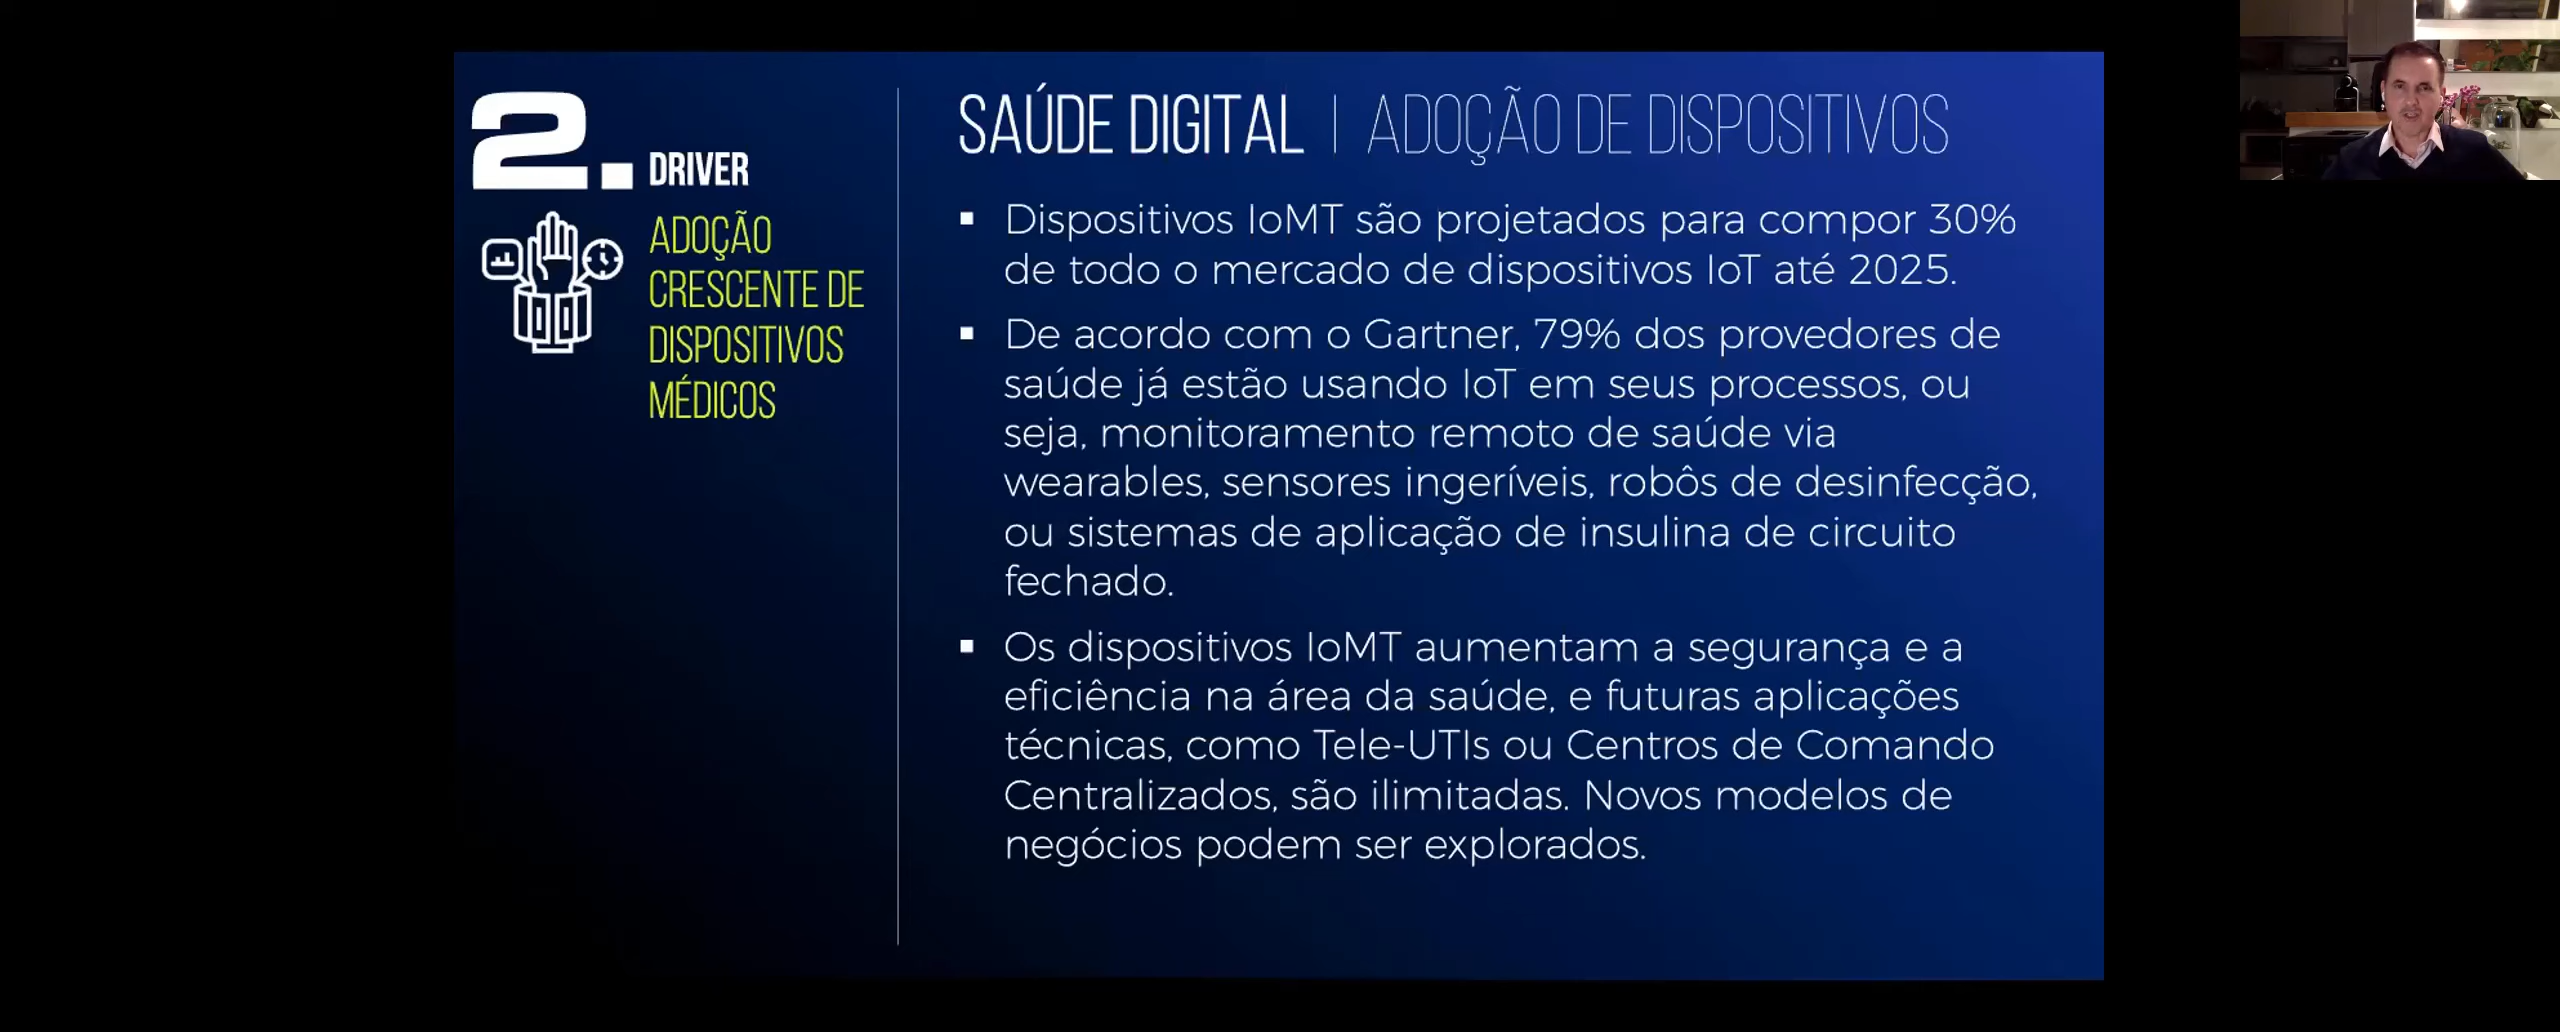 2. DRIVER
ADOÇÃO
CRESCENTE DE
DISPOSITIVOS
MÉDICOS
SAÚDE DIGITAL | ADOÇÃO DE DISPOSITIVOS
▪ Dispositivos IoMT são projetados para compor 30%
de todo o mercado de dispositivos IoT até 2025.
▪ De acordo com o Gartner, 79% dos provedores de
saúde já estão usando IoT em seus processos, ou
seja, monitoramento remoto de saúde via
wearables, sensores ingeríveis, robôs de desinfecção,
ou sistemas de aplicação de insulina de circuito
fechado.
▪ Os dispositivos IoMT aumentam a segurança e a
eficiência na área da saúde, e futuras aplicações
técnicas, como Tele-UTIs ou Centros de Comando
Centralizados, são ilimitadas. Novos modelos de
negócios podem ser explorados.